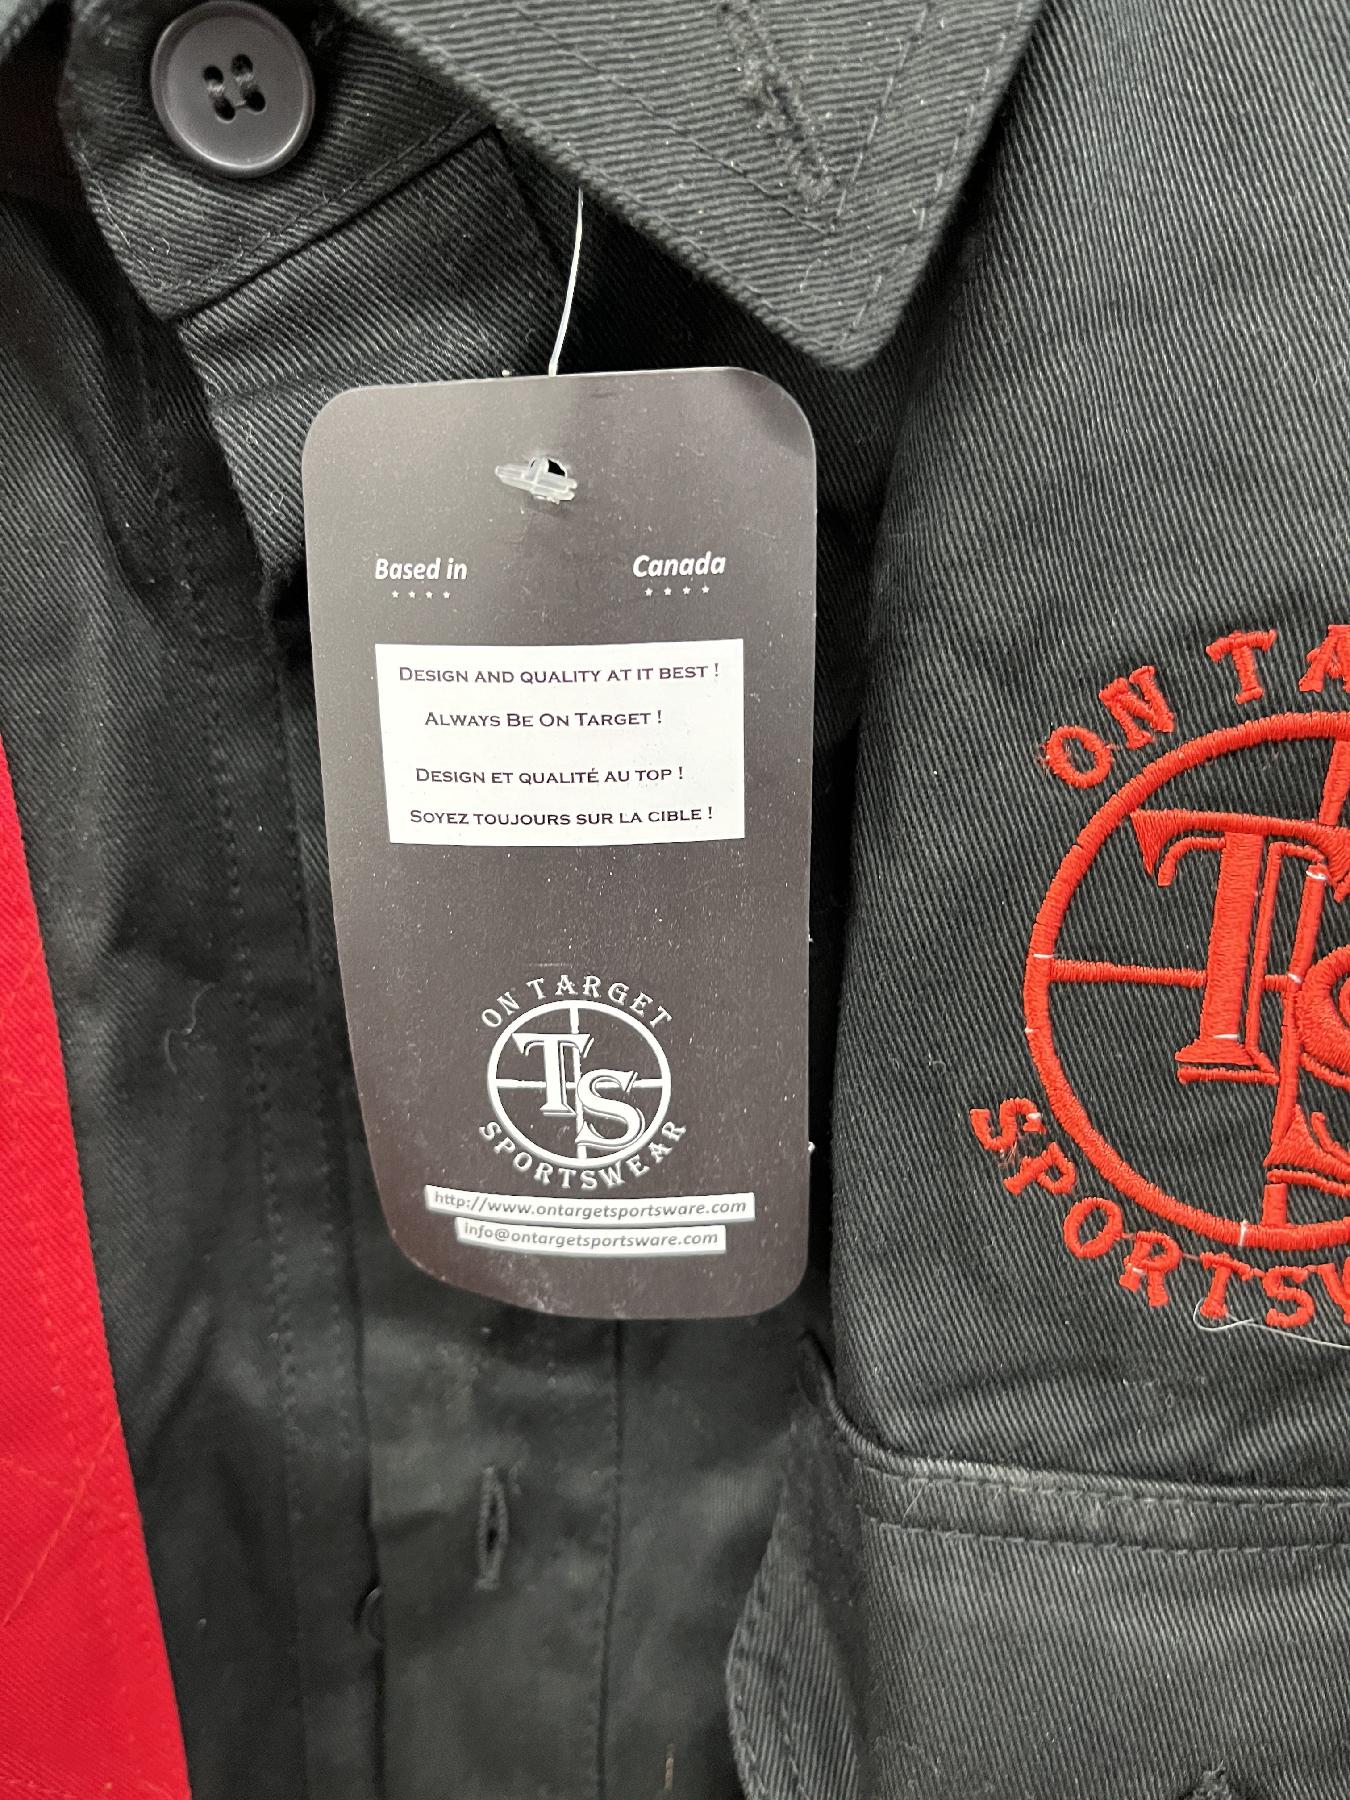 Based in Canada
DESIGN AND QUALITY AT IT BEST !
ALWAYS BE ON TARGET !
DESIGN ET QUALITÉ AU TOP !
SOYEZ TOUJOURS SUR LA CIBLE !
ON TARGET
TS
SPORTSWEAR
http://www.ontargetsportsware.com
info@ontargetsportsware.com
ON TA
TS
SPORTSW